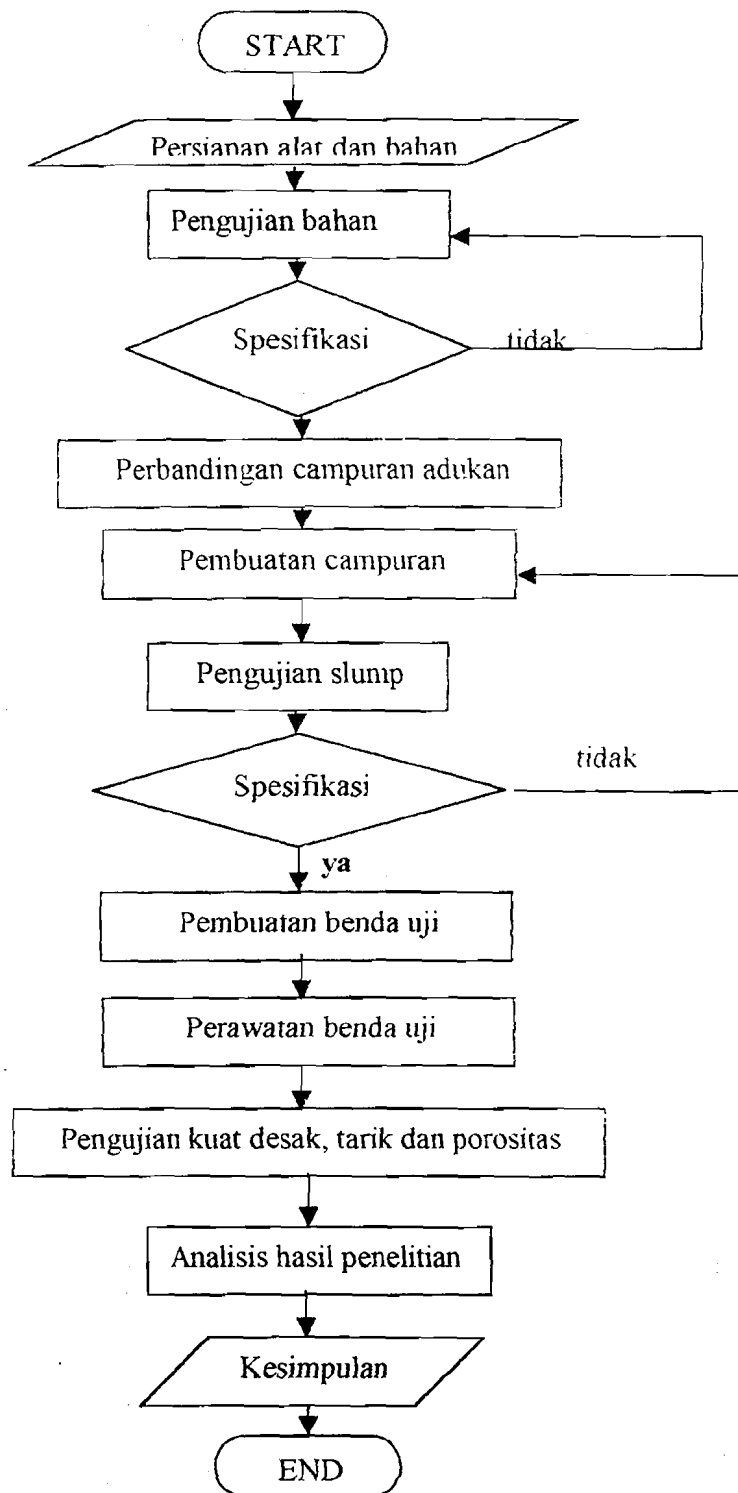 START
Persianan alat dan bahan
Pengujian bahan
Spesifikasi
tidak
Perbandingan campuran adukan
Pembuatan campuran
Pengujian slump
Spesifikasi
tidak
ya
Pembuatan benda uji
Perawatan benda uji
Pengujian kuat desak, tarik dan porositas
Analisis hasil penelitian
Kesimpulan
END